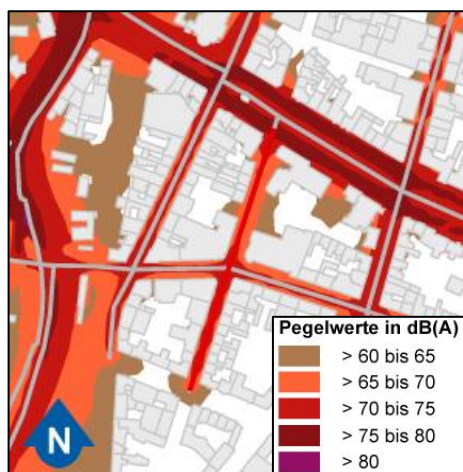 Pegelwerte in dB(A)
> 60 bis 65
> 65 bis 70
> 70 bis 75
> 75 bis 80
> 80
N